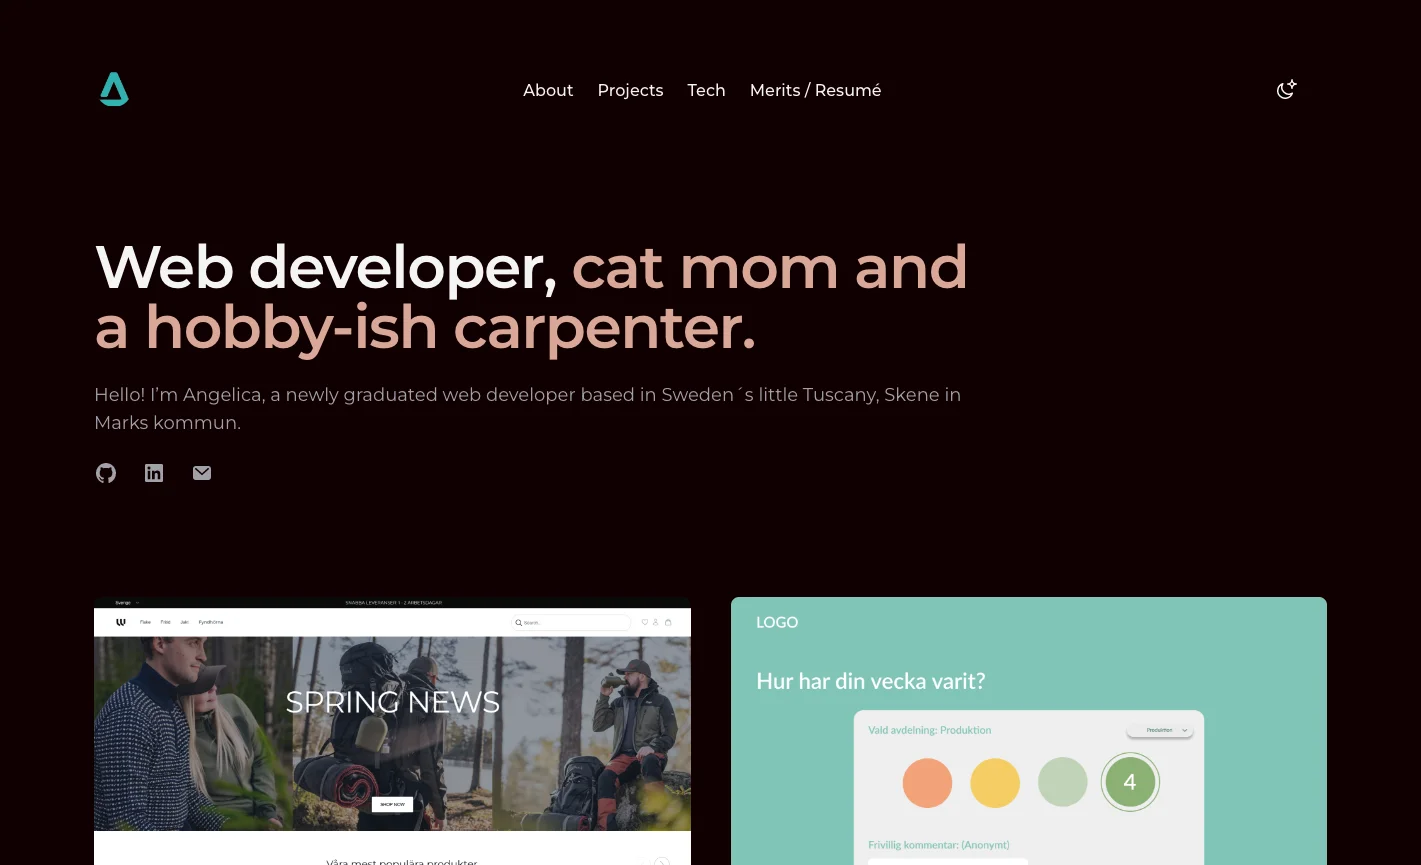 About Projects Tech Merits / Resumé
Web developer, cat mom and
a hobby-ish carpenter.
Hello! I’m Angelica, a newly graduated web developer based in Sweden´s little Tuscany, Skene in
Marks kommun.
Sverige
SNABBA LEVERANSER 1 - 2 ARBETSDAGAR
Fiske Fritid Jakt Fyndhörna
Search..
SPRING NEWS
SHOP NOW
Våra mest populära produkter
LOGO
Hur har din vecka varit?
Vald avdelning: Produktion
Produktion
4
Frivillig kommentar: (Anonymt)